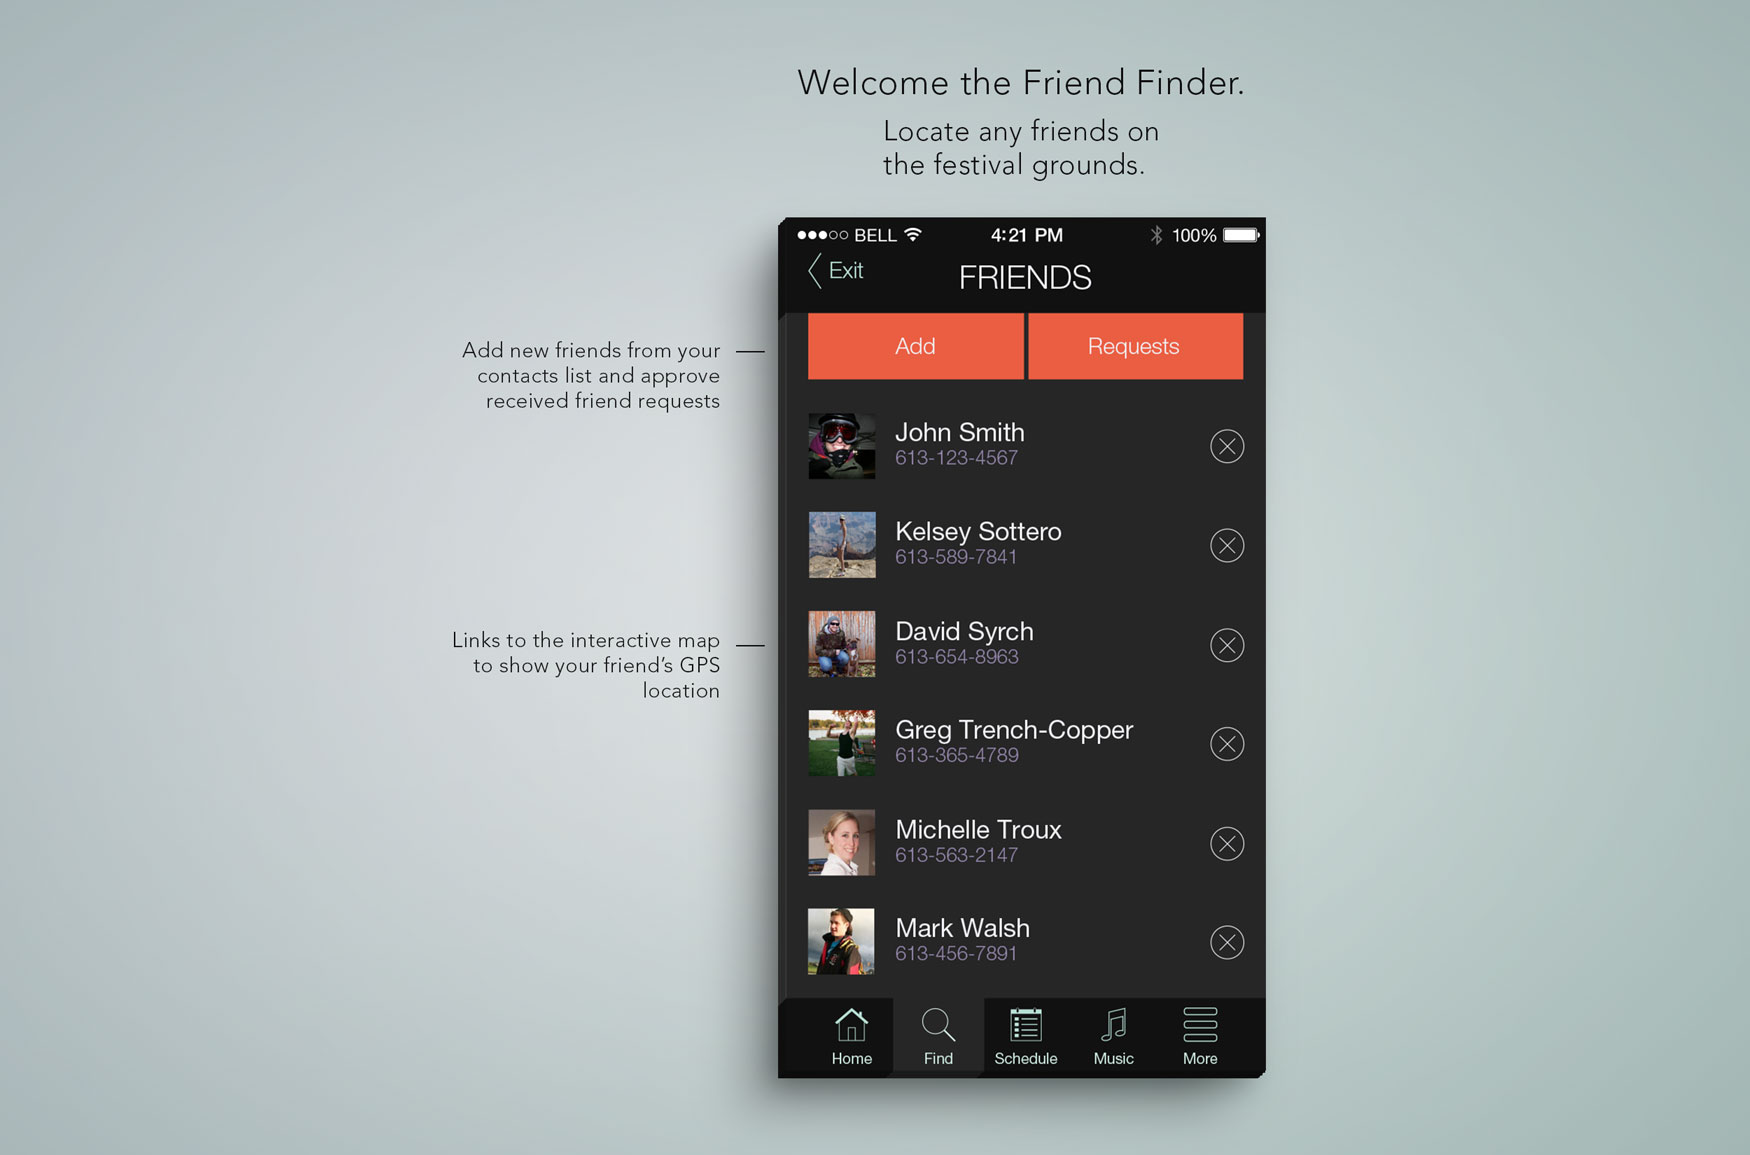 Welcome the Friend Finder.
Locate any friends on
the festival grounds.
BELL 4:21 PM 100%
Exit FRIENDS
Add Requests
Add new friends from your
contacts list and approve
received friend requests
John Smith
613-123-4567
Kelsey Sottero
613-589-7841
Links to the interactive map
to show your friend's GPS
location
David Syrch
613-654-8963
Greg Trench-Copper
613-365-4789
Michelle Troux
613-563-2147
Mark Walsh
613-456-7891
Home Find Schedule Music More